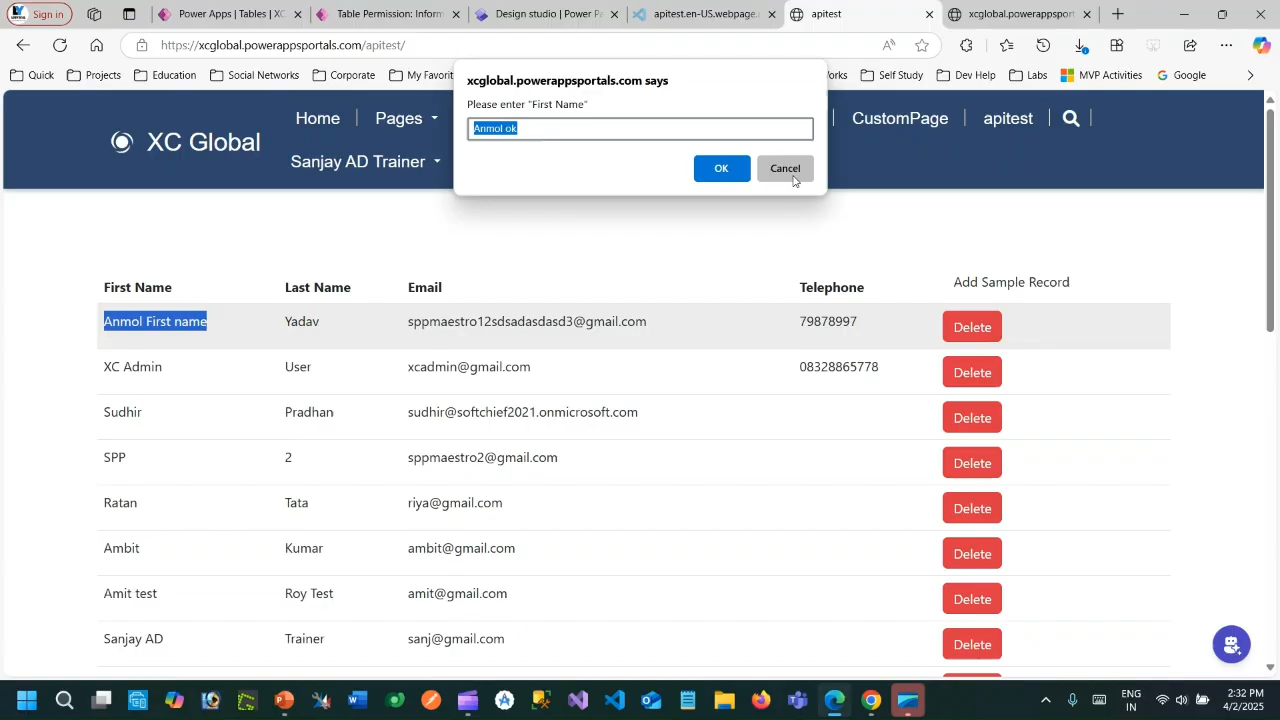 Sign in
Power Apps | Tables | XC
Table Permission: Inform
Design studio | Power P
apitest.en-US.webpage.
apitest
xcglobal.powerappsportals
https://xcglobal.powerappsportals.com/apitest/
Quick
Projects
Education
Social Networks
Corporate
My Favorit
orks
Self Study
Dev Help
Labs
MVP Activities
Google
xcglobal.powerappsportals.com says
Please enter "First Name"
Anmol ok
OK
Cancel
XC Global
Home
Pages
CustomPage
apitest
Sanjay AD Trainer
First Name Last Name Email Telephone Add Sample Record
Anmol First name Yadav sppmaestro12sdsadasdasd3@gmail.com 79878997 Delete
XC Admin User xcadmin@gmail.com 08328865778 Delete
Sudhir Pradhan sudhir@softchief2021.onmicrosoft.com Delete
SPP 2 sppmaestro2@gmail.com Delete
Ratan Tata riya@gmail.com Delete
Ambit Kumar ambit@gmail.com Delete
Amit test Roy Test amit@gmail.com Delete
Sanjay AD Trainer sanj@gmail.com Delete
ENG
IN
2:32 PM
4/2/2025